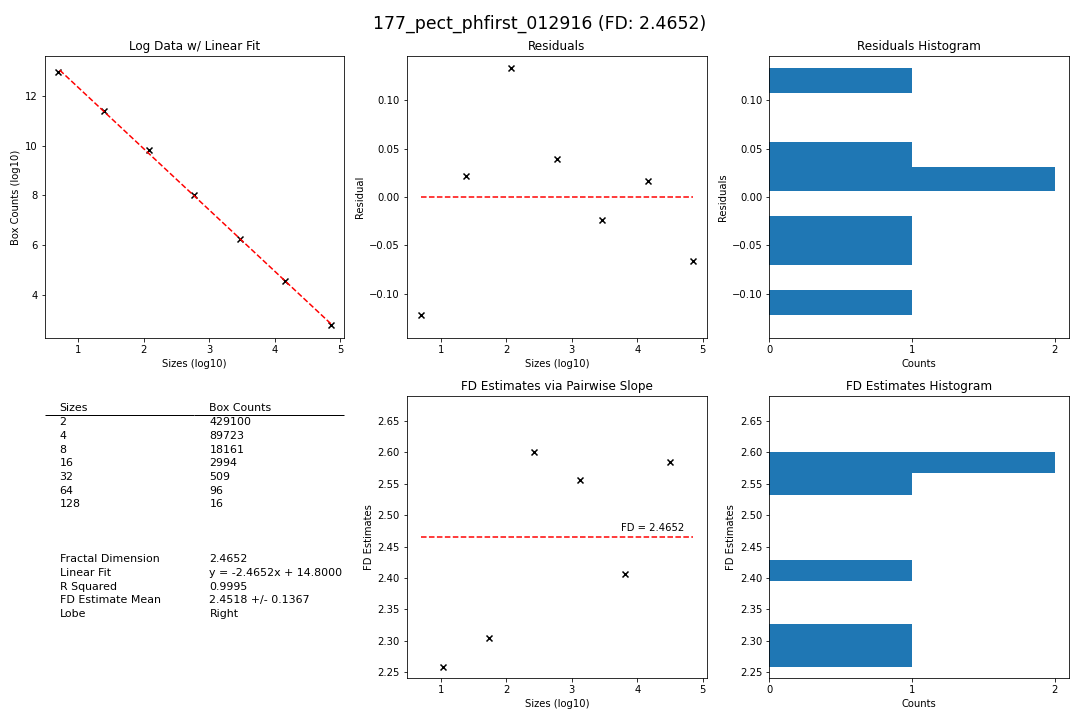 177_pect_phfirst_012916 (FD: 2.4652)
Log Data w/ Linear Fit
12
10
8
6
4
Box Counts (log10)
1 2 3 4 5
Sizes (log10)
Residuals
0.10
0.05
0.00
−0.05
−0.10
Residual
1 2 3 4 5
Sizes (log10)
Residuals Histogram
0.10
0.05
0.00
−0.05
−0.10
Residuals
0 1 2
Counts
Sizes Box Counts
2 429100
4 89723
8 18161
16 2994
32 509
64 96
128 16
Fractal Dimension 2.4652
Linear Fit y = -2.4652x + 14.8000
R Squared 0.9995
FD Estimate Mean 2.4518 +/- 0.1367
Lobe Right
FD Estimates via Pairwise Slope
2.65
2.60
2.55
2.50
2.45
2.40
2.35
2.30
2.25
FD Estimates
FD = 2.4652
1 2 3 4 5
Sizes (log10)
FD Estimates Histogram
2.65
2.60
2.55
2.50
2.45
2.40
2.35
2.30
2.25
FD Estimates
0 1 2
Counts